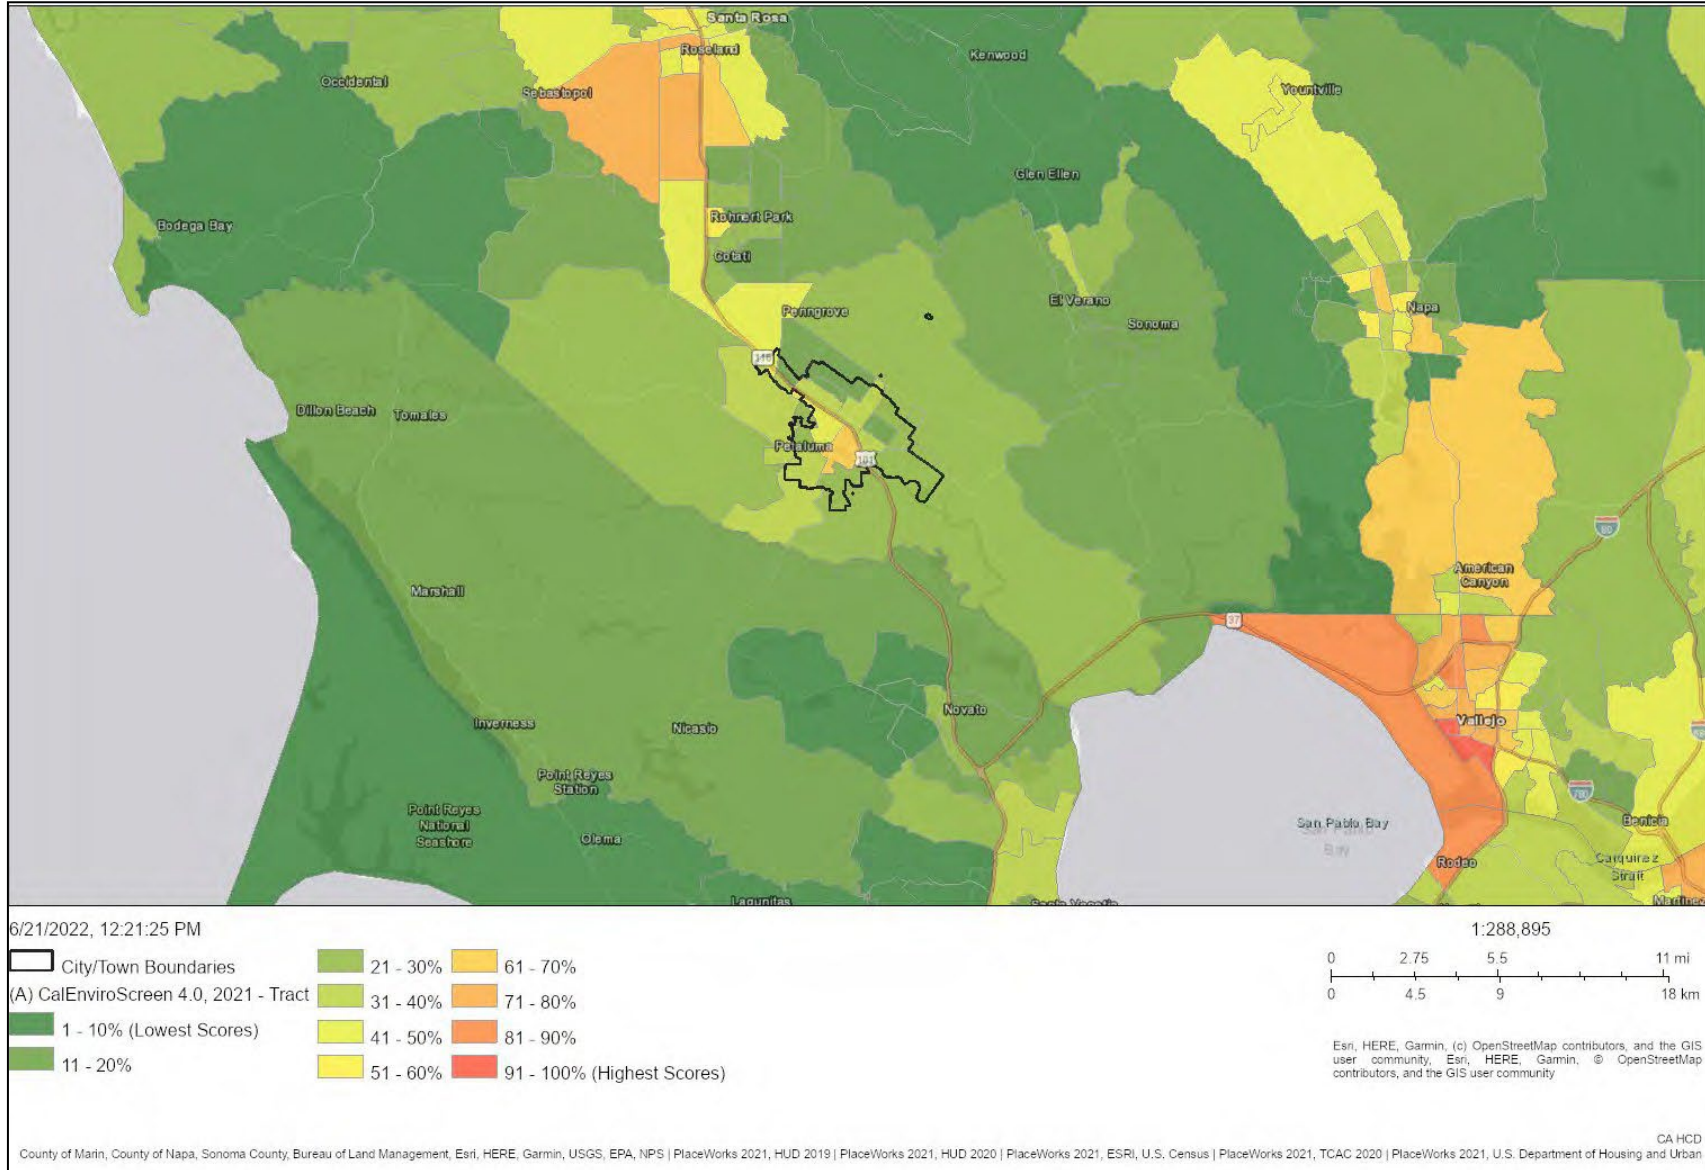 Santa Rosa
Roseland
Kenwood
Occidental
Sebastopol
Yountville
Glen Ellen
Bodega Bay
Rohnert Park
Cotati
El Verano
Sonoma
Napa
Penngrove
116
Dillon Beach
Tomales
Petaluma
101
80
American
Canyon
Marshall
37
Inverness
Nicasio
Novato
Vallejo
Point Reyes
Station
780
Point Reyes
National
Seashore
Olema
San Pablo Bay
Bay
Benicia
Rodeo
Carquinez
Strait
Lagunitas
6/21/2022, 12:21:25 PM
City/Town Boundaries
(A) CalEnviroScreen 4.0, 2021 - Tract
1 - 10% (Lowest Scores)
11 - 20%
21 - 30%
31 - 40%
41 - 50%
51 - 60%
61 - 70%
71 - 80%
81 - 90%
91 - 100% (Highest Scores)
1:288,895
0 2.75 5.5 11 mi
0 4.5 9 18 km
Esri, HERE, Garmin, (c) OpenStreetMap contributors, and the GIS
user community, Esri, HERE, Garmin, © OpenStreetMap
contributors, and the GIS user community
CA HCD
County of Marin, County of Napa, Sonoma County, Bureau of Land Management, Esri, HERE, Garmin, USGS, EPA, NPS | PlaceWorks 2021, HUD 2019 | PlaceWorks 2021, HUD 2020 | PlaceWorks 2021, ESRI, U.S. Census | PlaceWorks 2021, TCAC 2020 | PlaceWorks 2021, U.S. Department of Housing and Urban